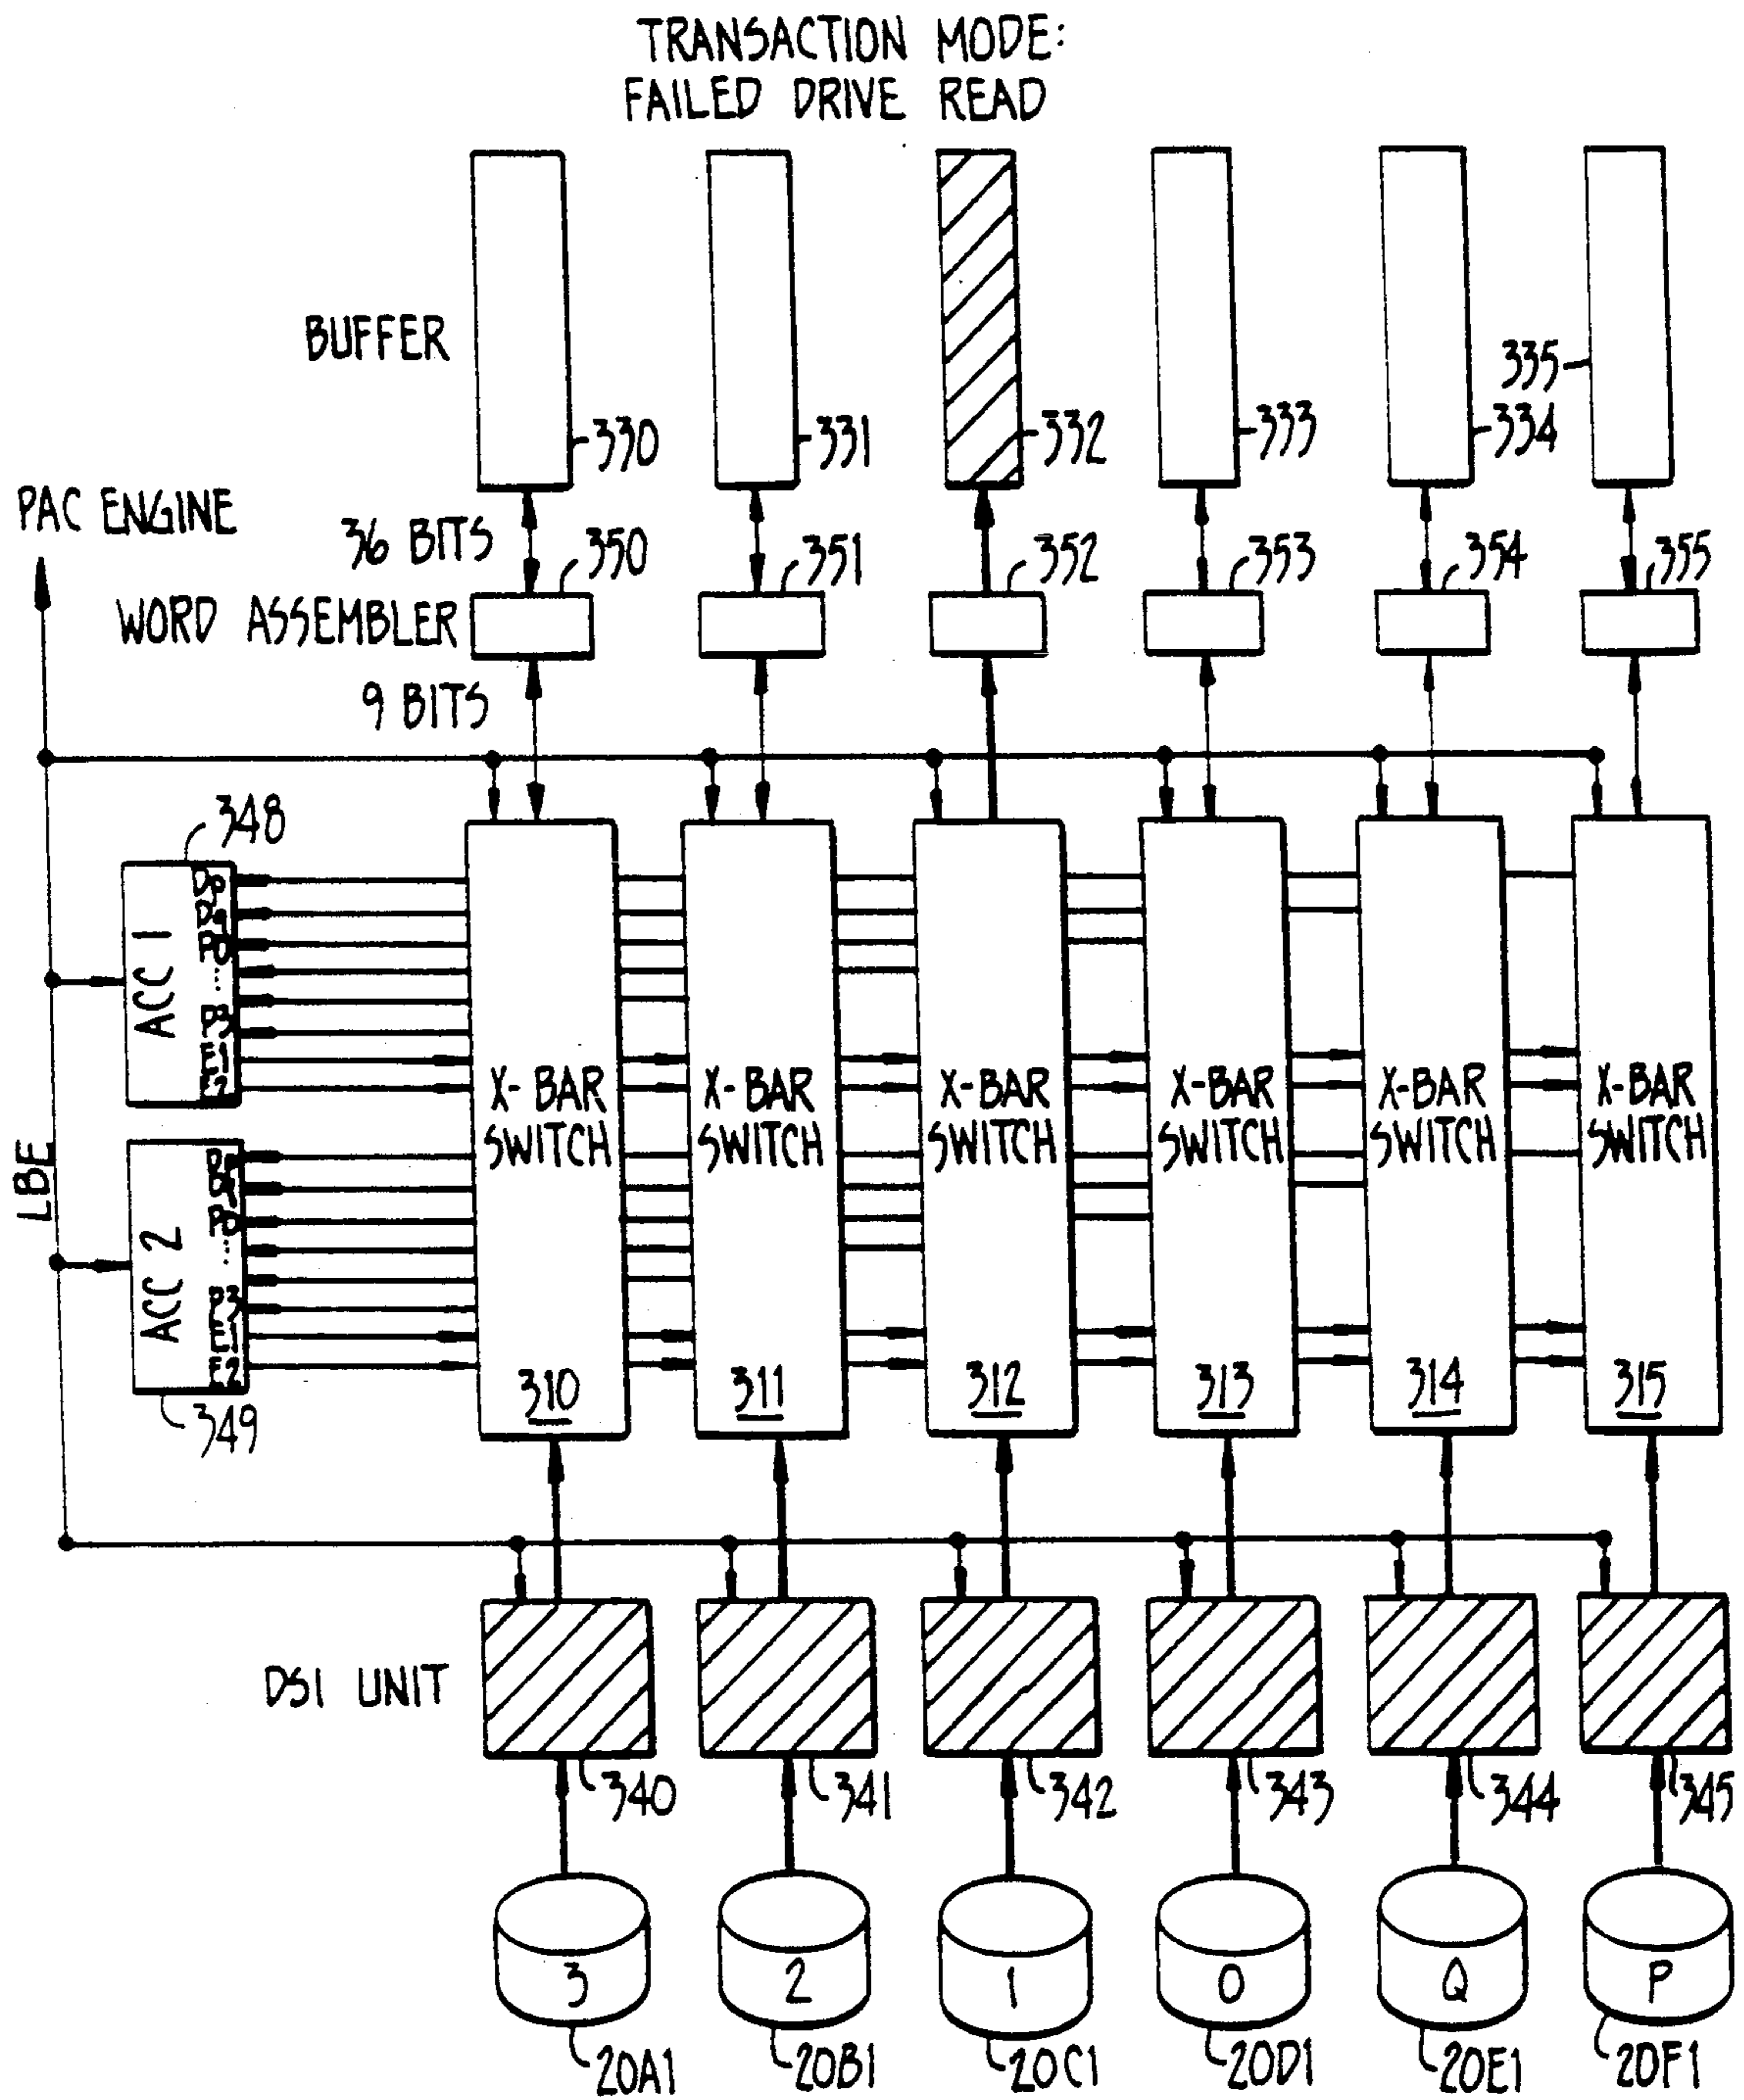 TRANSACTION MODE:
FAILED DRIVE READ
BUFFER
330
331
332
333
334
335
PAC ENGINE
36 BITS
350
351
352
353
354
355
WORD ASSEMBLER
9 BITS
348
ACC 1
Dp
Dq
P0
...
P3
E1
E2
X-BAR SWITCH
X-BAR SWITCH
X-BAR SWITCH
X-BAR SWITCH
X-BAR SWITCH
X-BAR SWITCH
LBE
ACC 2
Dp
Dq
P0
...
P3
E1
E2
349
310
311
312
313
314
315
DSI UNIT
340
341
342
343
344
345
3
2
1
0
Q
P
20A1
20B1
20C1
20D1
20E1
20F1